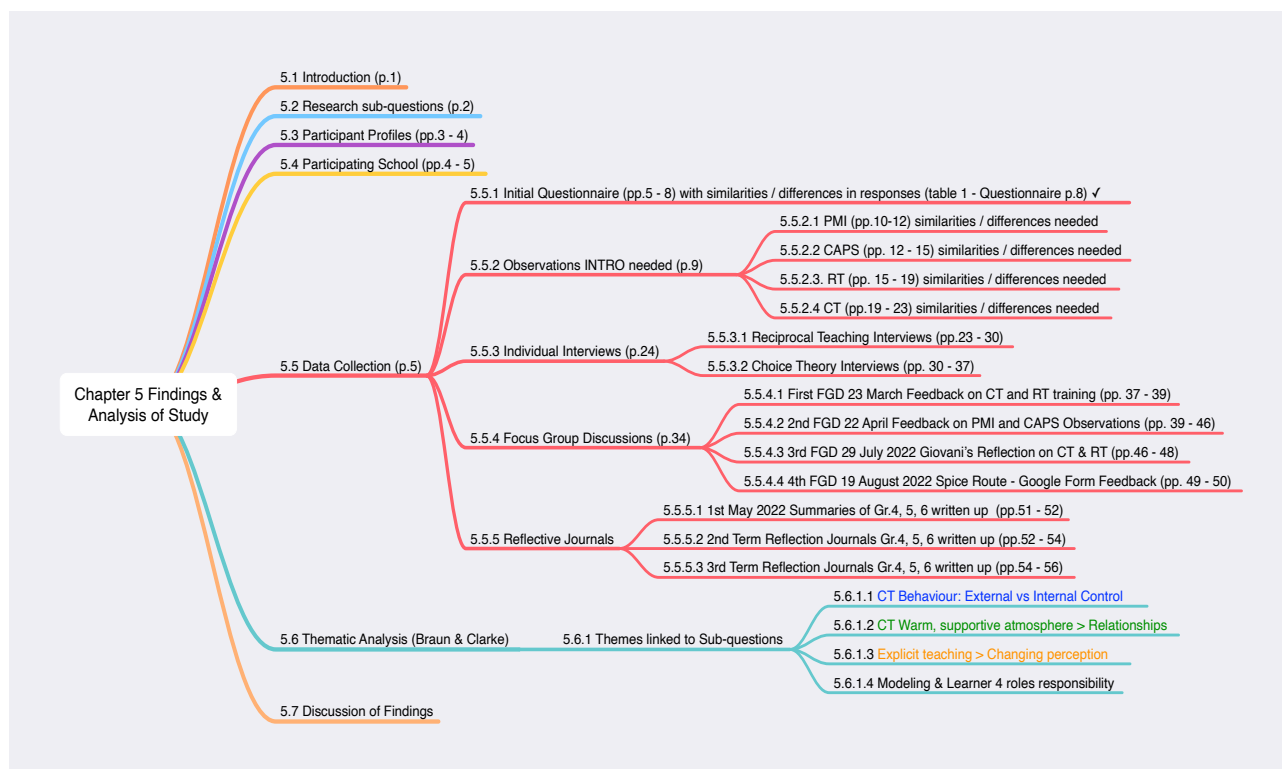 Chapter 5 Findings &
Analysis of Study
5.1 Introduction (p.1)
5.2 Research sub-questions (p.2)
5.3 Participant Profiles (pp.3 - 4)
5.4 Participating School (pp.4 - 5)
5.5 Data Collection (p.5)
5.5.1 Initial Questionnaire (pp.5 - 8) with similarities / differences in responses (table 1 - Questionnaire p.8) ✓
5.5.2 Observations INTRO needed (p.9)
5.5.2.1 PMI (pp.10-12) similarities / differences needed
5.5.2.2 CAPS (pp. 12 - 15) similarities / differences needed
5.5.2.3. RT (pp. 15 - 19) similarities / differences needed
5.5.2.4 CT (pp.19 - 23) similarities / differences needed
5.5.3 Individual Interviews (p.24)
5.5.3.1 Reciprocal Teaching Interviews (pp.23 - 30)
5.5.3.2 Choice Theory Interviews (pp. 30 - 37)
5.5.4 Focus Group Discussions (p.34)
5.5.4.1 First FGD 23 March Feedback on CT and RT training (pp. 37 - 39)
5.5.4.2 2nd FGD 22 April Feedback on PMI and CAPS Observations (pp. 39 - 46)
5.5.4.3 3rd FGD 29 July 2022 Giovani's Reflection on CT & RT (pp.46 - 48)
5.5.4.4 4th FGD 19 August 2022 Spice Route - Google Form Feedback (pp. 49 - 50)
5.5.5 Reflective Journals
5.5.5.1 1st May 2022 Summaries of Gr.4, 5, 6 written up (pp.51 - 52)
5.5.5.2 2nd Term Reflection Journals Gr.4, 5, 6 written up (pp.52 - 54)
5.5.5.3 3rd Term Reflection Journals Gr.4, 5, 6 written up (pp.54 - 56)
5.6 Thematic Analysis (Braun & Clarke)
5.6.1 Themes linked to Sub-questions
5.6.1.1 CT Behaviour: External vs Internal Control
5.6.1.2 CT Warm, supportive atmosphere > Relationships
5.6.1.3 Explicit teaching > Changing perception
5.6.1.4 Modeling & Learner 4 roles responsibility
5.7 Discussion of Findings